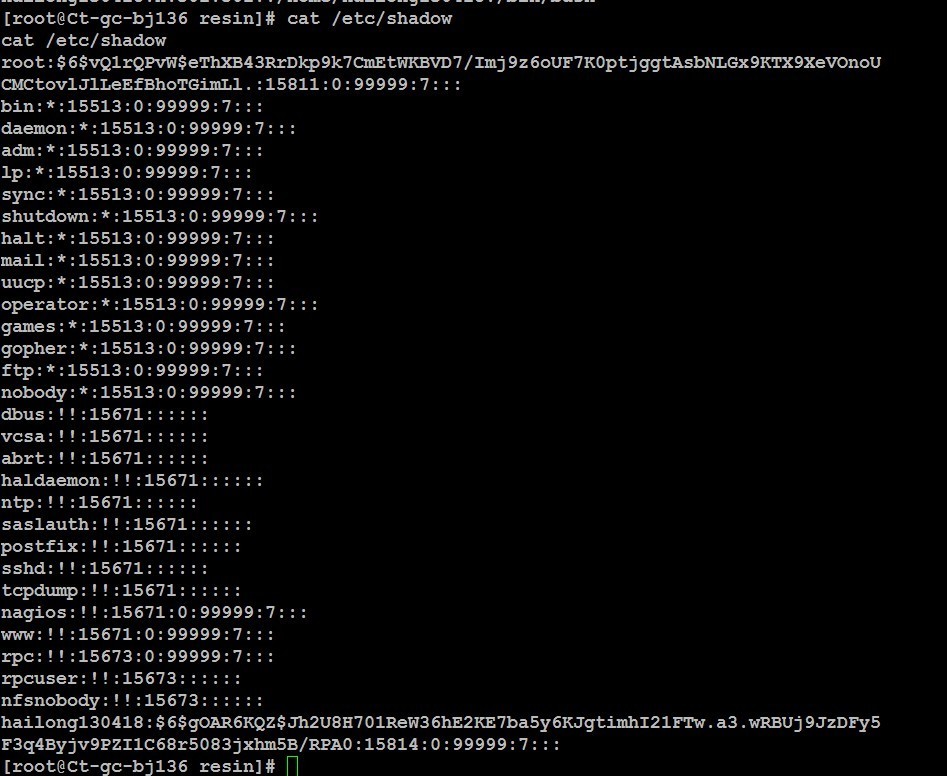 [root@Ct-gc-bj136 resin]# cat /etc/shadow
cat /etc/shadow
root:$6$vQ1rQPvW$eThXB43RrDkp9k7CmEtWKBVD7/Imj9z6oUF7K0ptjggtAsbNLGx9KTX9XeVOnoU
CMCtovlJlLeEfBhoTGimLl.:15811:0:99999:7:::
bin:*:15513:0:99999:7:::
daemon:*:15513:0:99999:7:::
adm:*:15513:0:99999:7:::
lp:*:15513:0:99999:7:::
sync:*:15513:0:99999:7:::
shutdown:*:15513:0:99999:7:::
halt:*:15513:0:99999:7:::
mail:*:15513:0:99999:7:::
uucp:*:15513:0:99999:7:::
operator:*:15513:0:99999:7:::
games:*:15513:0:99999:7:::
gopher:*:15513:0:99999:7:::
ftp:*:15513:0:99999:7:::
nobody:*:15513:0:99999:7:::
dbus:!!:15671::::::
vcsa:!!:15671::::::
abrt:!!:15671::::::
haldaemon:!!:15671::::::
ntp:!!:15671::::::
saslauth:!!:15671::::::
postfix:!!:15671::::::
sshd:!!:15671::::::
tcpdump:!!:15671::::::
nagios:!!:15671:0:99999:7:::
www:!!:15671:0:99999:7:::
rpc:!!:15673:0:99999:7:::
rpcuser:!!:15673::::::
nfsnobody:!!:15673::::::
hailong130418:$6$gOAR6KQZ$Jh2U8H701ReW36hE2KE7ba5y6KJgtimhI21FTw.a3.wRBUj9JzDFy5
F3q4Byjv9PZI1C68r5083jxhm5B/RPA0:15814:0:99999:7:::
[root@Ct-gc-bj136 resin]#